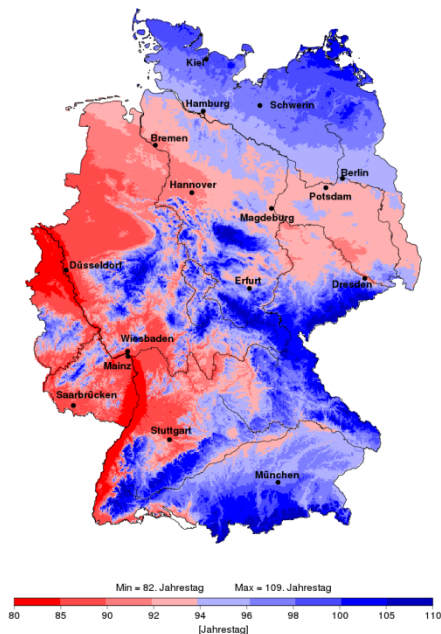 Kiel
Hamburg
Schwerin
Bremen
Berlin
Hannover
Potsdam
Magdeburg
Düsseldorf
Erfurt
Dresden
Wiesbaden
Mainz
Saarbrücken
Stuttgart
München
Min = 82. Jahrestag Max = 109. Jahrestag
80 85 90 92 94 96 98 100 105 110
[Jahrestag]